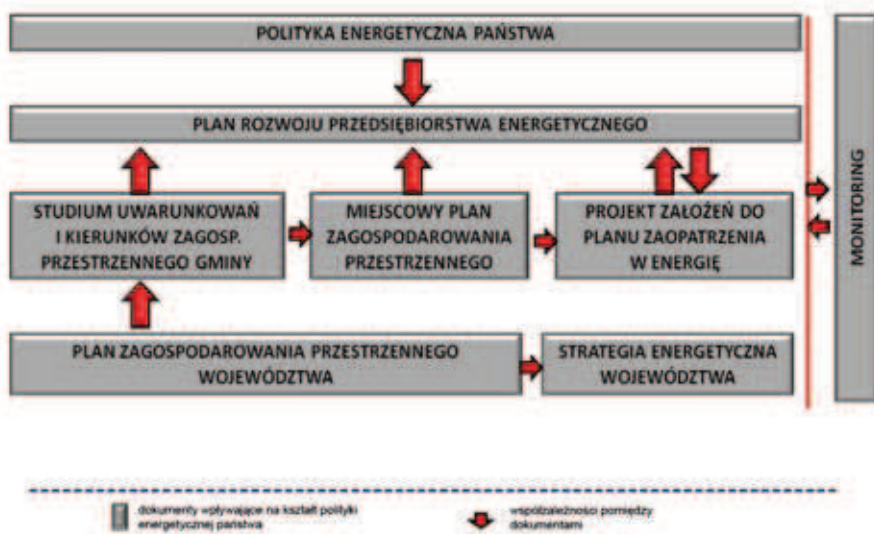 POLITYKA ENERGETYCZNA PAŃSTWA
PLAN ROZWOJU PRZEDSIĘBIORSTWA ENERGETYCZNEGO
STUDIUM UWARUNKOWAŃ
I KIERUNKÓW ZAGOSP.
PRZESTRZENNEGO GMINY
MIEJSCOWY PLAN
ZAGOSPODAROWANIA
PRZESTRZENNEGO
PROJEKT ZAŁOŻEŃ DO
PLANU ZAOPATRZENIA
W ENERGIĘ
PLAN ZAGOSPODAROWANIA PRZESTRZENNEGO
WOJEWÓDZTWA
STRATEGIA ENERGETYCZNA
WOJEWÓDZTWA
MONITORING
dokumenty wpływające na kształt polityki
energetycznej państwa
współzależności pomiędzy
dokumentami